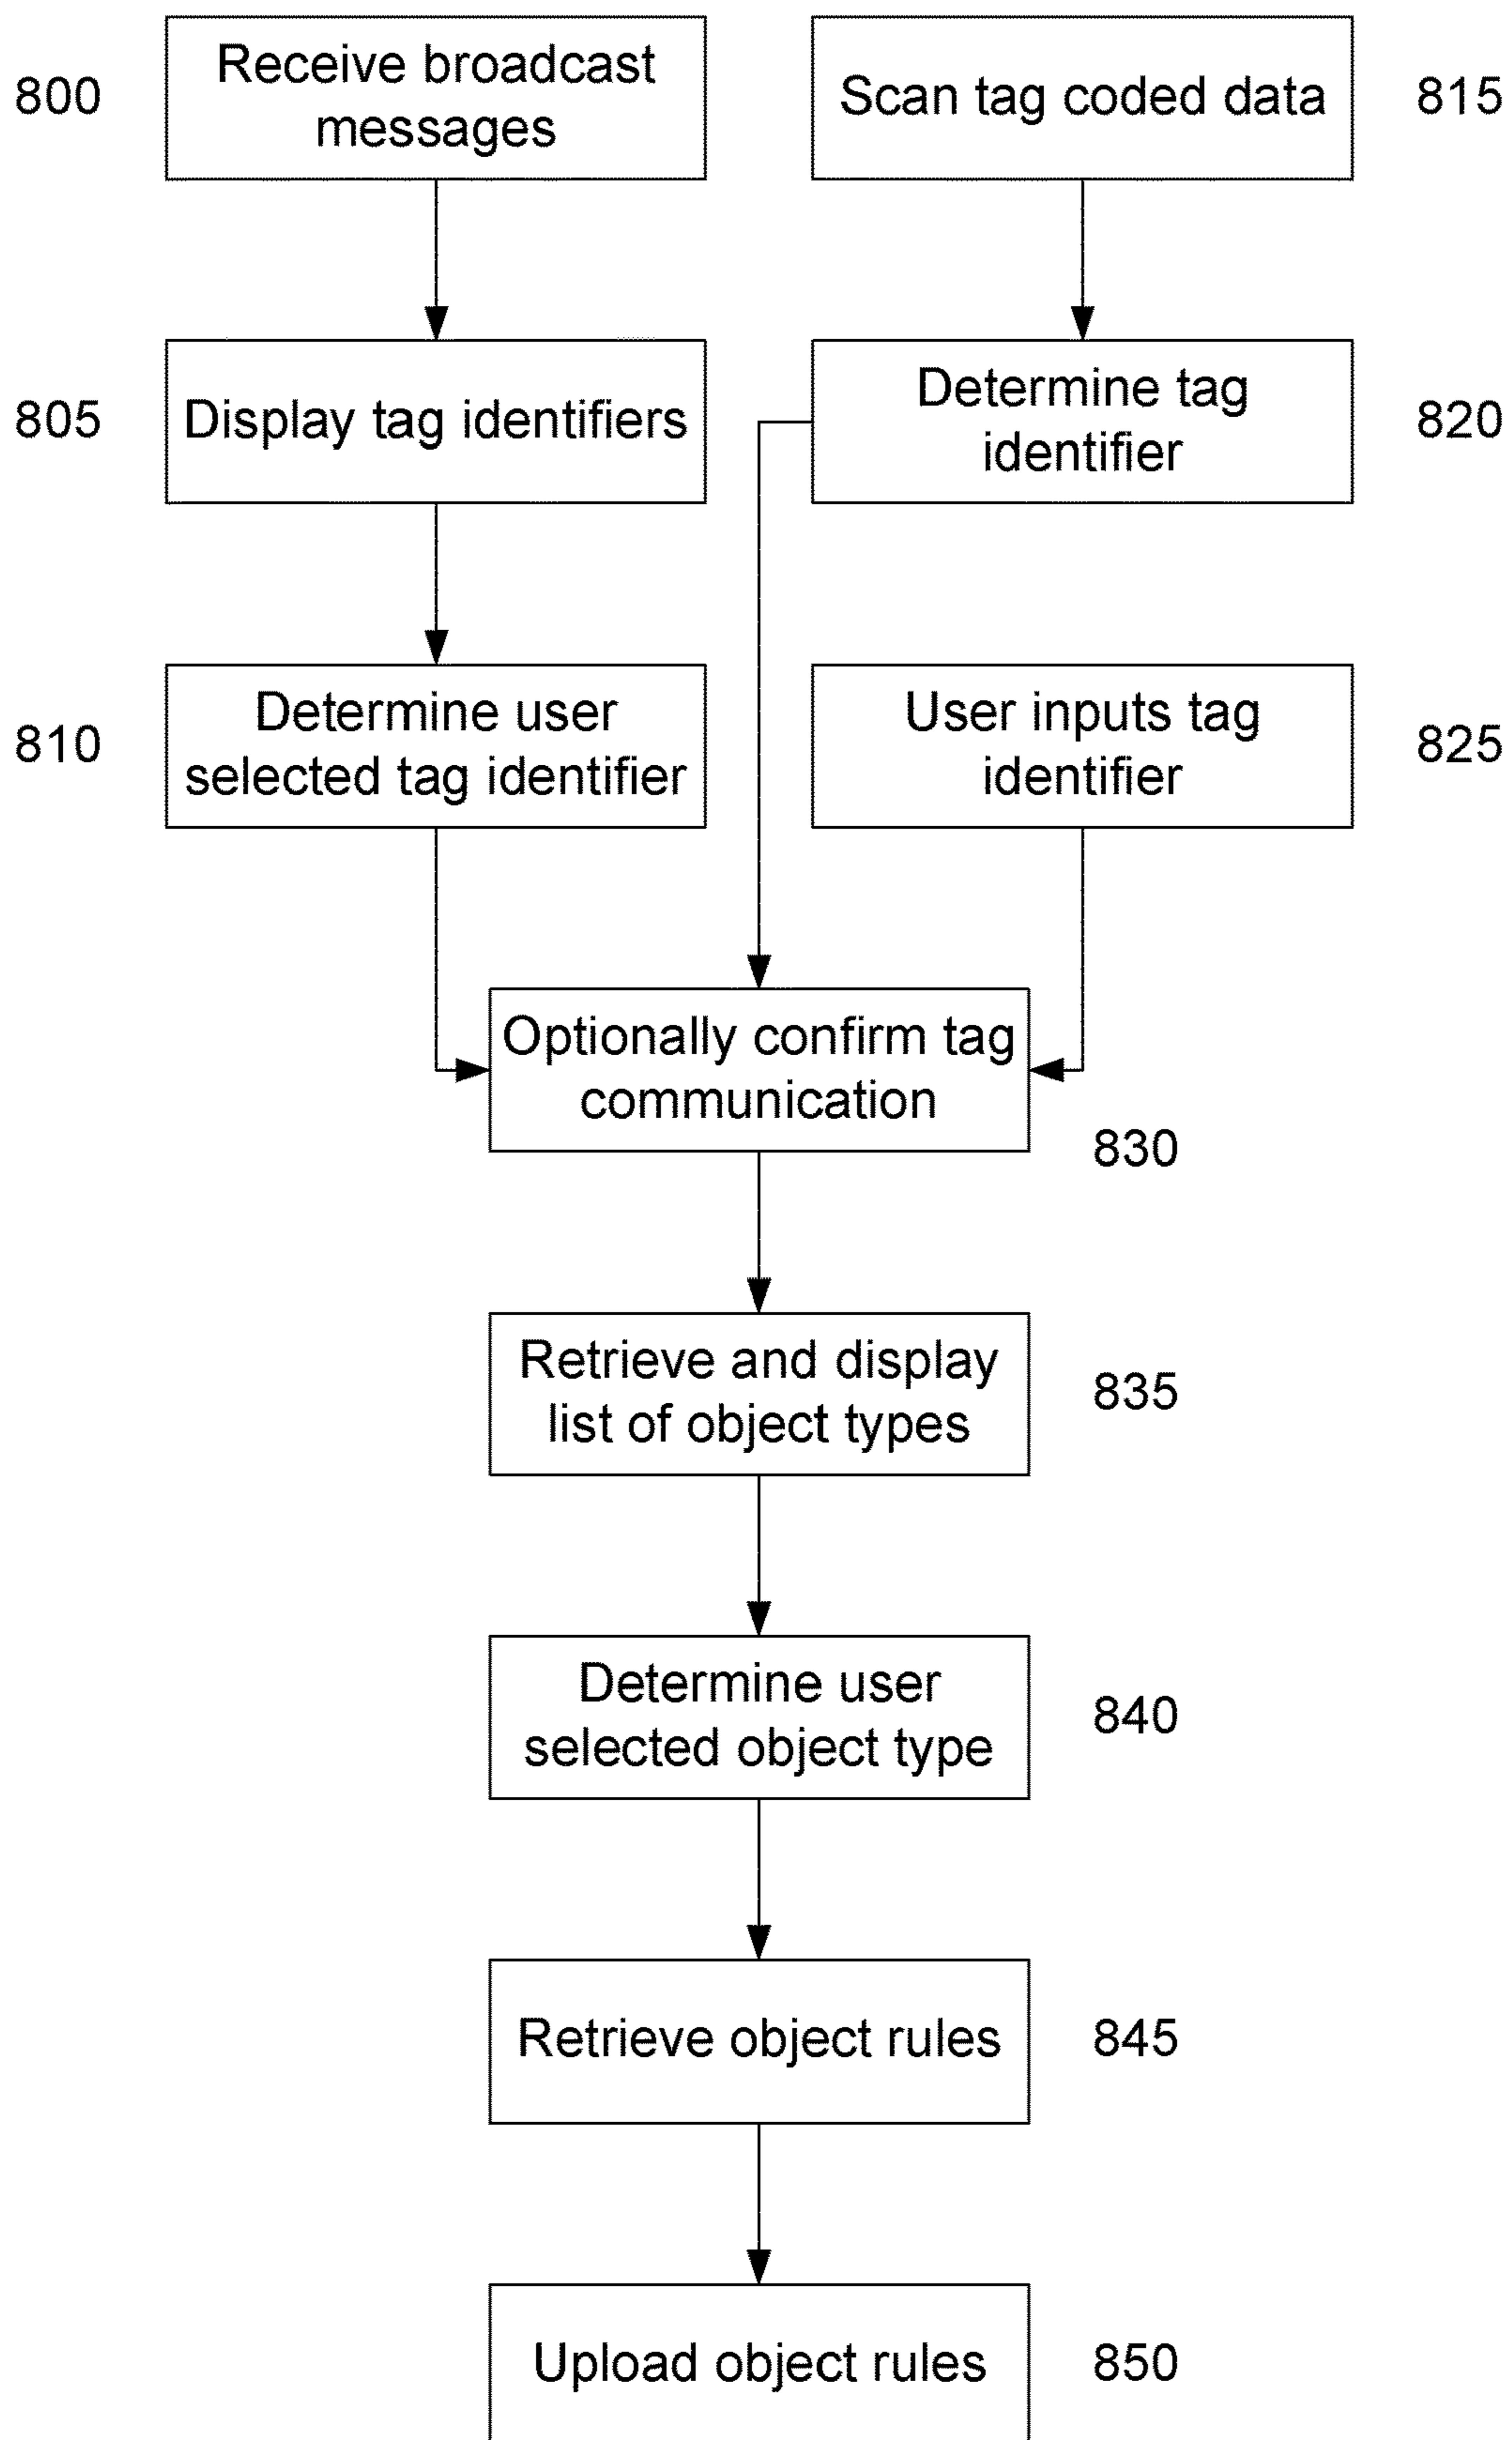 800
Receive broadcast
messages
Scan tag coded data
815
805
Display tag identifiers
Determine tag
identifier
820
810
Determine user
selected tag identifier
User inputs tag
identifier
825
Optionally confirm tag
communication
830
Retrieve and display
list of object types
835
Determine user
selected object type
840
Retrieve object rules
845
Upload object rules
850